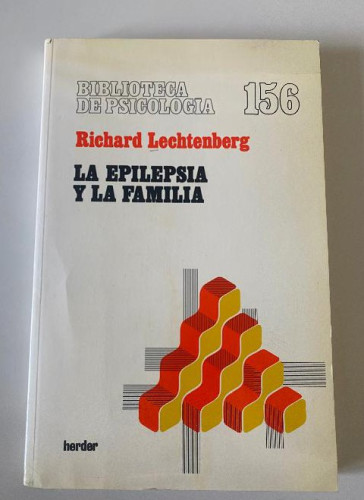 BIBLIOTECA
DE PSICOLOGIA
156
Richard Lechtenberg
LA EPILEPSIA
Y LA FAMILIA
herder